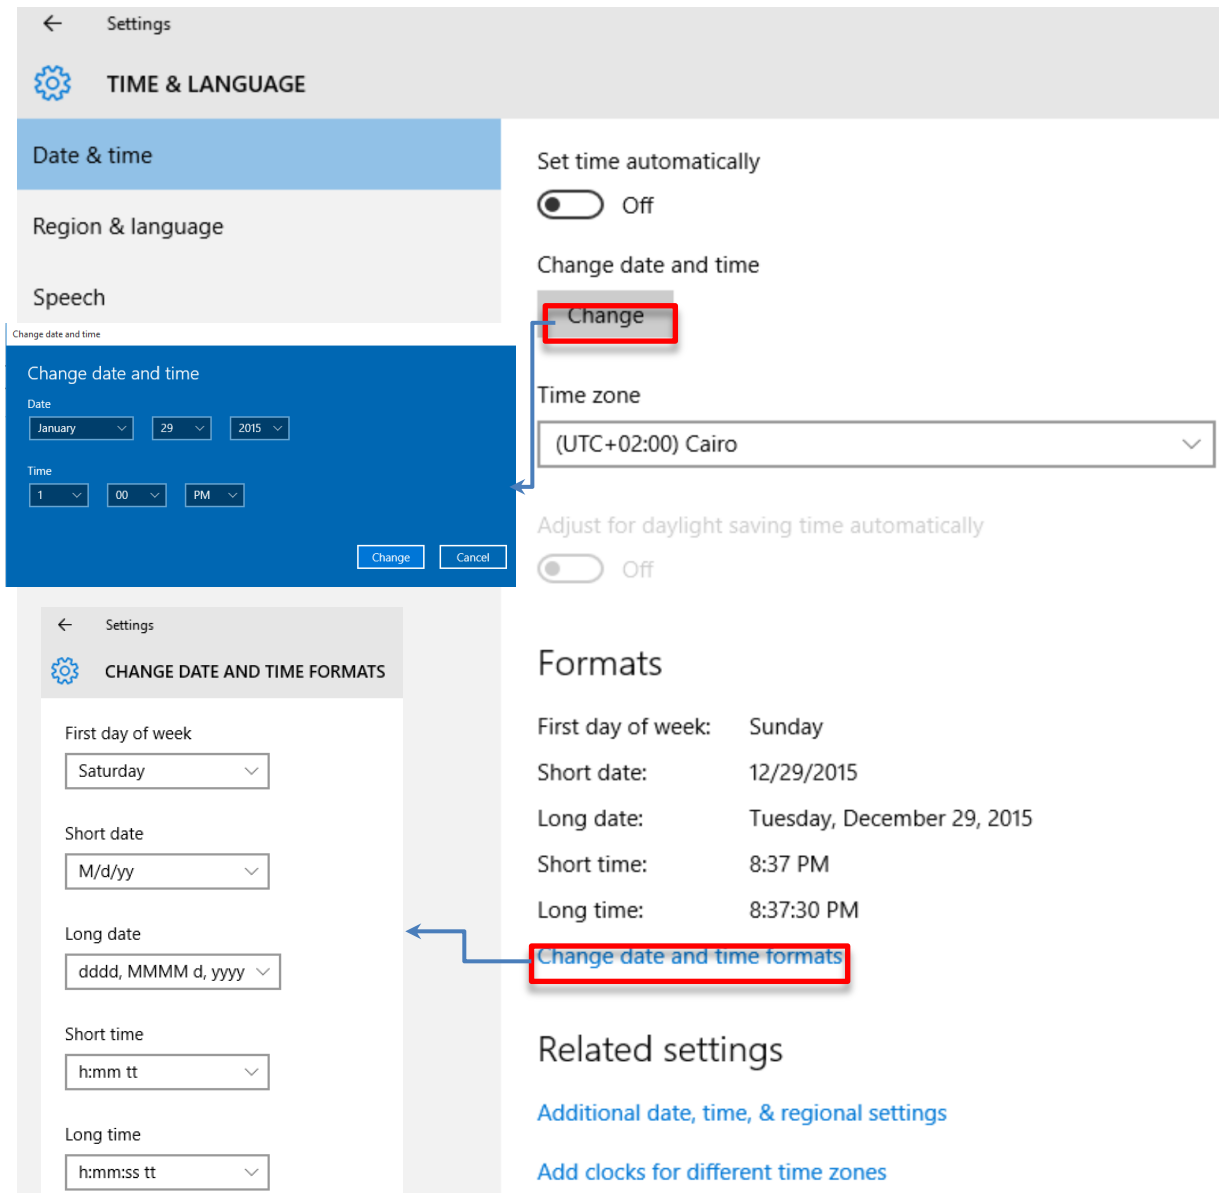 Settings
TIME & LANGUAGE
Date & time
Region & language
Speech
Set time automatically
Off
Change date and time
Change
Time zone
(UTC+02:00) Cairo
Adjust for daylight saving time automatically
Off
Change date and time
Change date and time
Date
January 29 2015
Time
1 00 PM
Change Cancel
Settings
CHANGE DATE AND TIME FORMATS
First day of week
Saturday
Short date
M/d/yy
Long date
dddd, MMMM d, yyyy
Short time
h:mm tt
Long time
h:mm:ss tt
Formats
First day of week: Sunday
Short date: 12/29/2015
Long date: Tuesday, December 29, 2015
Short time: 8:37 PM
Long time: 8:37:30 PM
Change date and time formats
Related settings
Additional date, time, & regional settings
Add clocks for different time zones